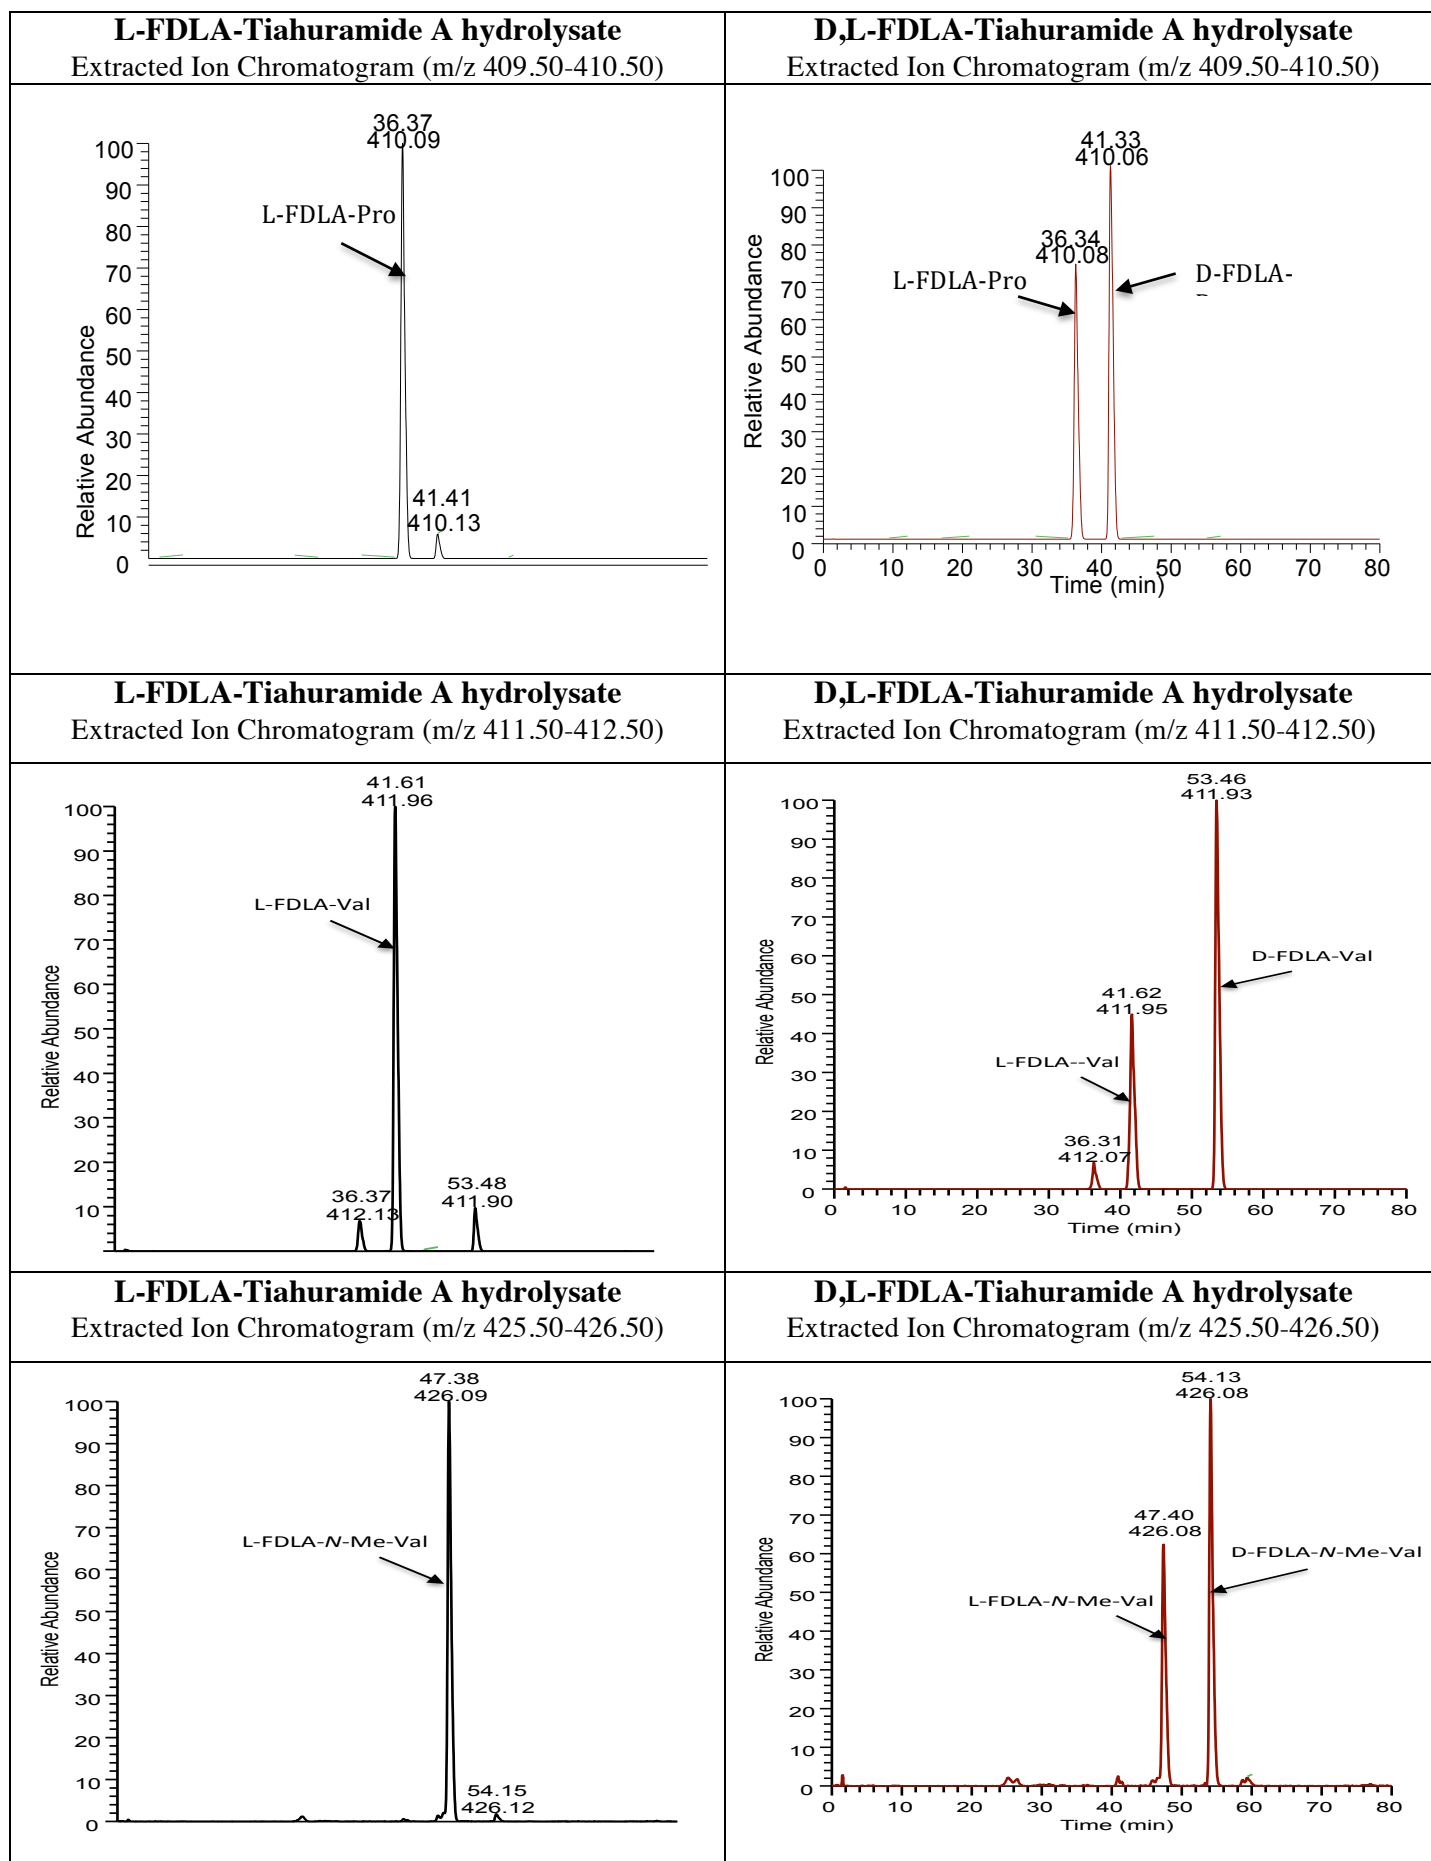 L-FDLA-Tiahuramide A hydrolysate
Extracted Ion Chromatogram (m/z 409.50-410.50)
D,L-FDLA-Tiahuramide A hydrolysate
Extracted Ion Chromatogram (m/z 409.50-410.50)
36.37
410.09
100
90
80
70
60
50
40
30
20
10
0
Relative Abundance
L-FDLA-Pro
41.41
410.13
41.33
410.06
100
90
80
70
60
50
40
30
20
10
0
Relative Abundance
36.34
410.08
L-FDLA-Pro
D-FDLA-
0 10 20 30 40 50 60 70 80
Time (min)
L-FDLA-Tiahuramide A hydrolysate
Extracted Ion Chromatogram (m/z 411.50-412.50)
D,L-FDLA-Tiahuramide A hydrolysate
Extracted Ion Chromatogram (m/z 411.50-412.50)
41.61
411.96
100
90
80
70
60
50
40
30
20
10
Relative Abundance
L-FDLA-Val
36.37
412.13
53.48
411.90
53.46
411.93
100
90
80
70
60
50
40
30
20
10
0
Relative Abundance
D-FDLA-Val
41.62
411.95
L-FDLA--Val
36.31
412.07
0 10 20 30 40 50 60 70 80
Time (min)
L-FDLA-Tiahuramide A hydrolysate
Extracted Ion Chromatogram (m/z 425.50-426.50)
D,L-FDLA-Tiahuramide A hydrolysate
Extracted Ion Chromatogram (m/z 425.50-426.50)
47.38
426.09
100
90
80
70
60
50
40
30
20
10
0
Relative Abundance
L-FDLA-N-Me-Val
54.15
426.12
54.13
426.08
100
90
80
70
60
50
40
30
20
10
0
Relative Abundance
47.40
426.08
D-FDLA-N-Me-Val
L-FDLA-N-Me-Val
0 10 20 30 40 50 60 70 80
Time (min)